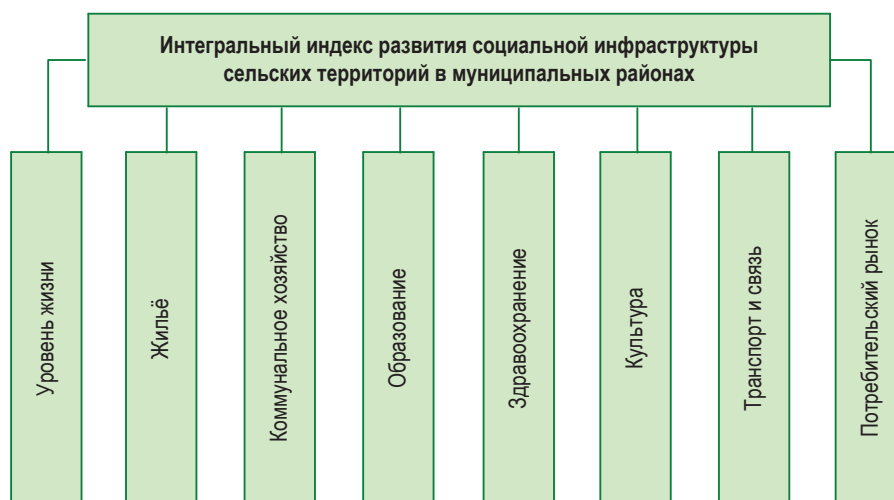 Интегральный индекс развития социальной инфраструктуры
сельских территорий в муниципальных районах
Уровень жизни
Жильё
Коммунальное хозяйство
Образование
Здравоохранение
Культура
Транспорт и связь
Потребительский рынок